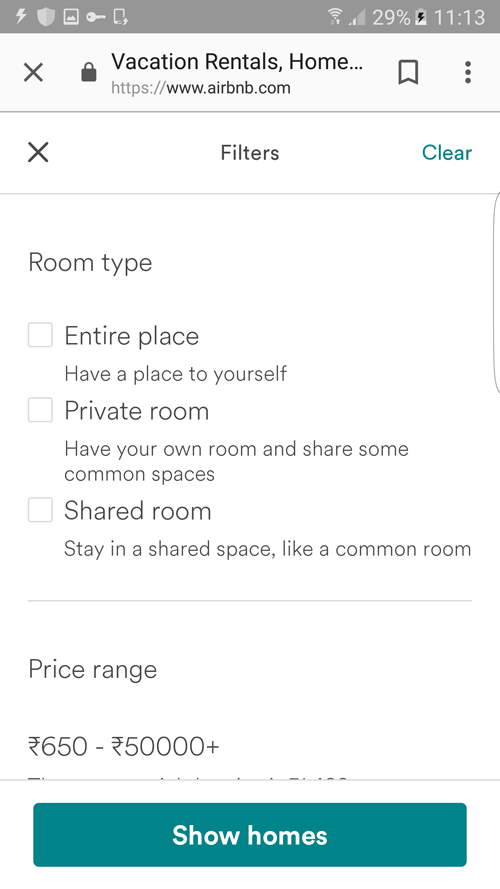 29% 11:13
Vacation Rentals, Home...
https://www.airbnb.com
Filters
Clear
Room type
Entire place
Have a place to yourself
Private room
Have your own room and share some
common spaces
Shared room
Stay in a shared space, like a common room
Price range
₹650 - ₹50000+
Show homes